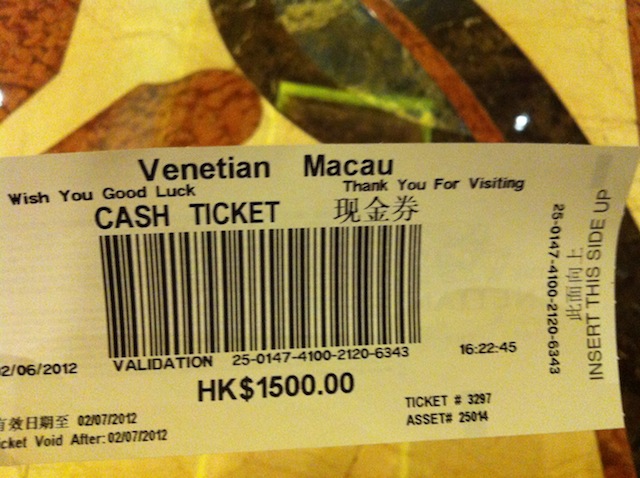 Venetian Macau
Wish You Good Luck Thank You For Visiting
CASH TICKET 现金券
2/06/2012 VALIDATION 25-0147-4100-2120-6343 16:22:45
HK$1500.00
有效日期至 02/07/2012 TICKET # 3297
icket Void After:02/07/2012 ASSET# 25014
25-0147-4100-2120-6343
此向面上
INSERT THIS SIDE UP